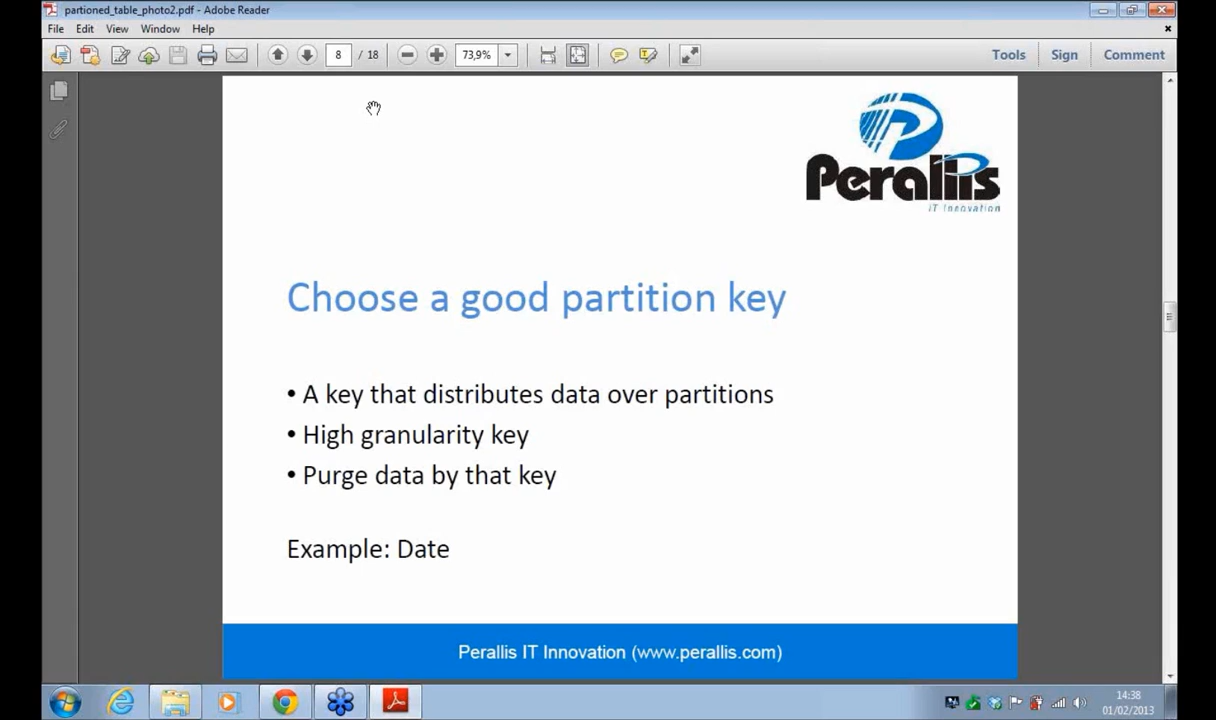 partioned_table_photo2.pdf - Adobe Reader
File Edit View Window Help
8 / 18 73,9% Tools Sign Comment
Perallis
IT Innovation
Choose a good partition key
• A key that distributes data over partitions
• High granularity key
• Purge data by that key
Example: Date
Perallis IT Innovation (www.perallis.com)
14:38
01/02/2013